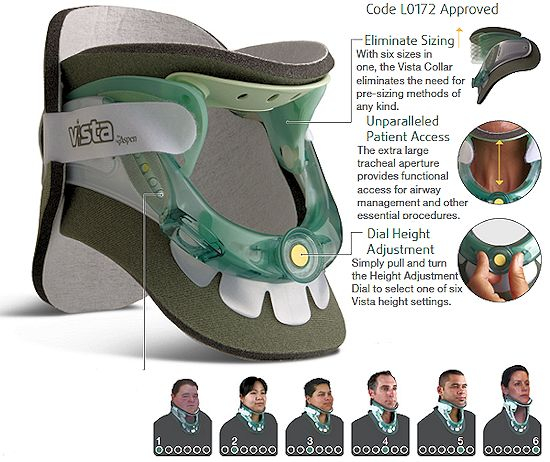 Code L0172 Approved
Eliminate Sizing
With six sizes in
one, the Vista Collar
eliminates the need for
pre-sizing methods of
any kind.
vista
by Aspen
Unparalleled
Patient Access
The extra large
tracheal aperture
provides functional
access for airway
management and other
essential procedures.
Dial Height
Adjustment
Simply pull and turn
the Height Adjustment
Dial to select one of six
Vista height settings.
1 2 3 4 5 6